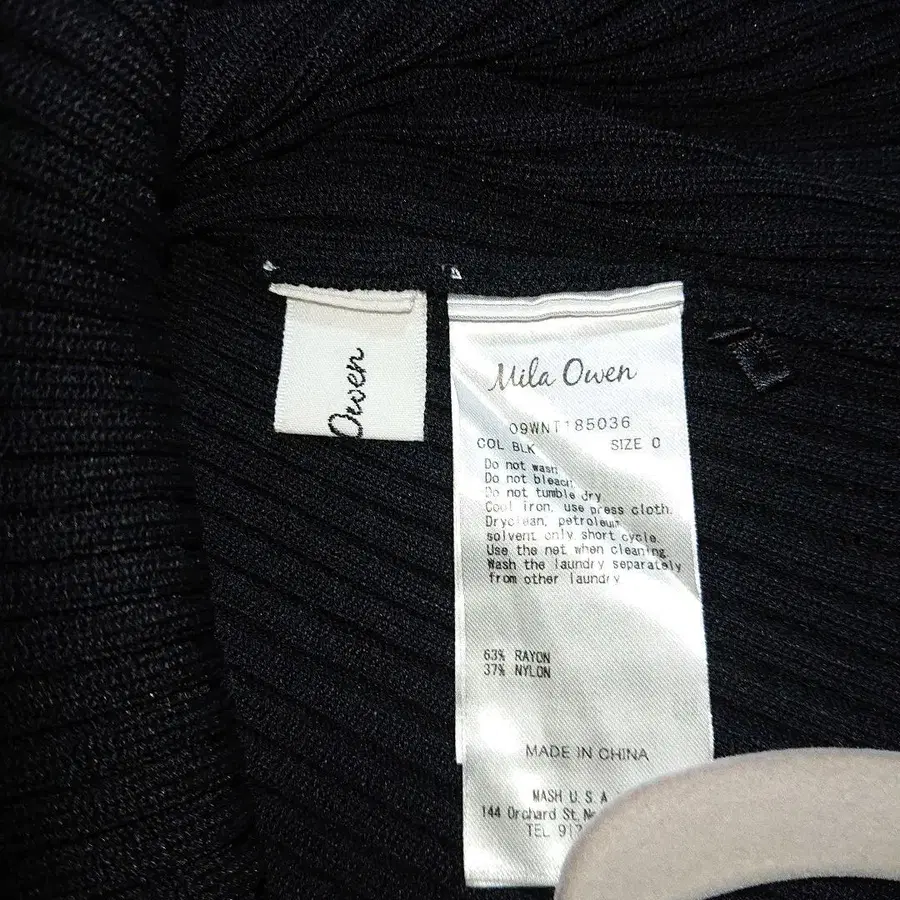 Owen
Mila Owen
09WNT185036
COL BLK SIZE 0
Do not wash
Do not bleach
Do not tumble dry
Cool iron, use press cloth.
Dryclean, petroleum
solvent only short cycle.
Use the net when cleaning
Wash the laundry separately
from other laundry
63% RAYON
37% NYLON
MADE IN CHINA
MASH U.S.A
144 Orchard St,
TEL 917